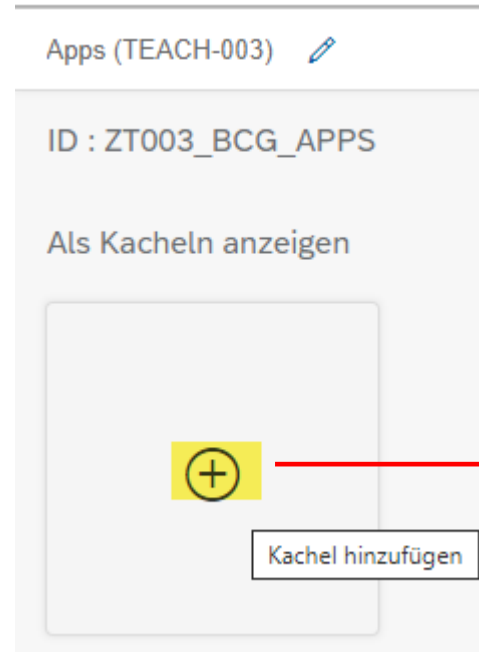 Apps (TEACH-003)
ID : ZT003_BCG_APPS
Als Kacheln anzeigen
Kachel hinzufügen